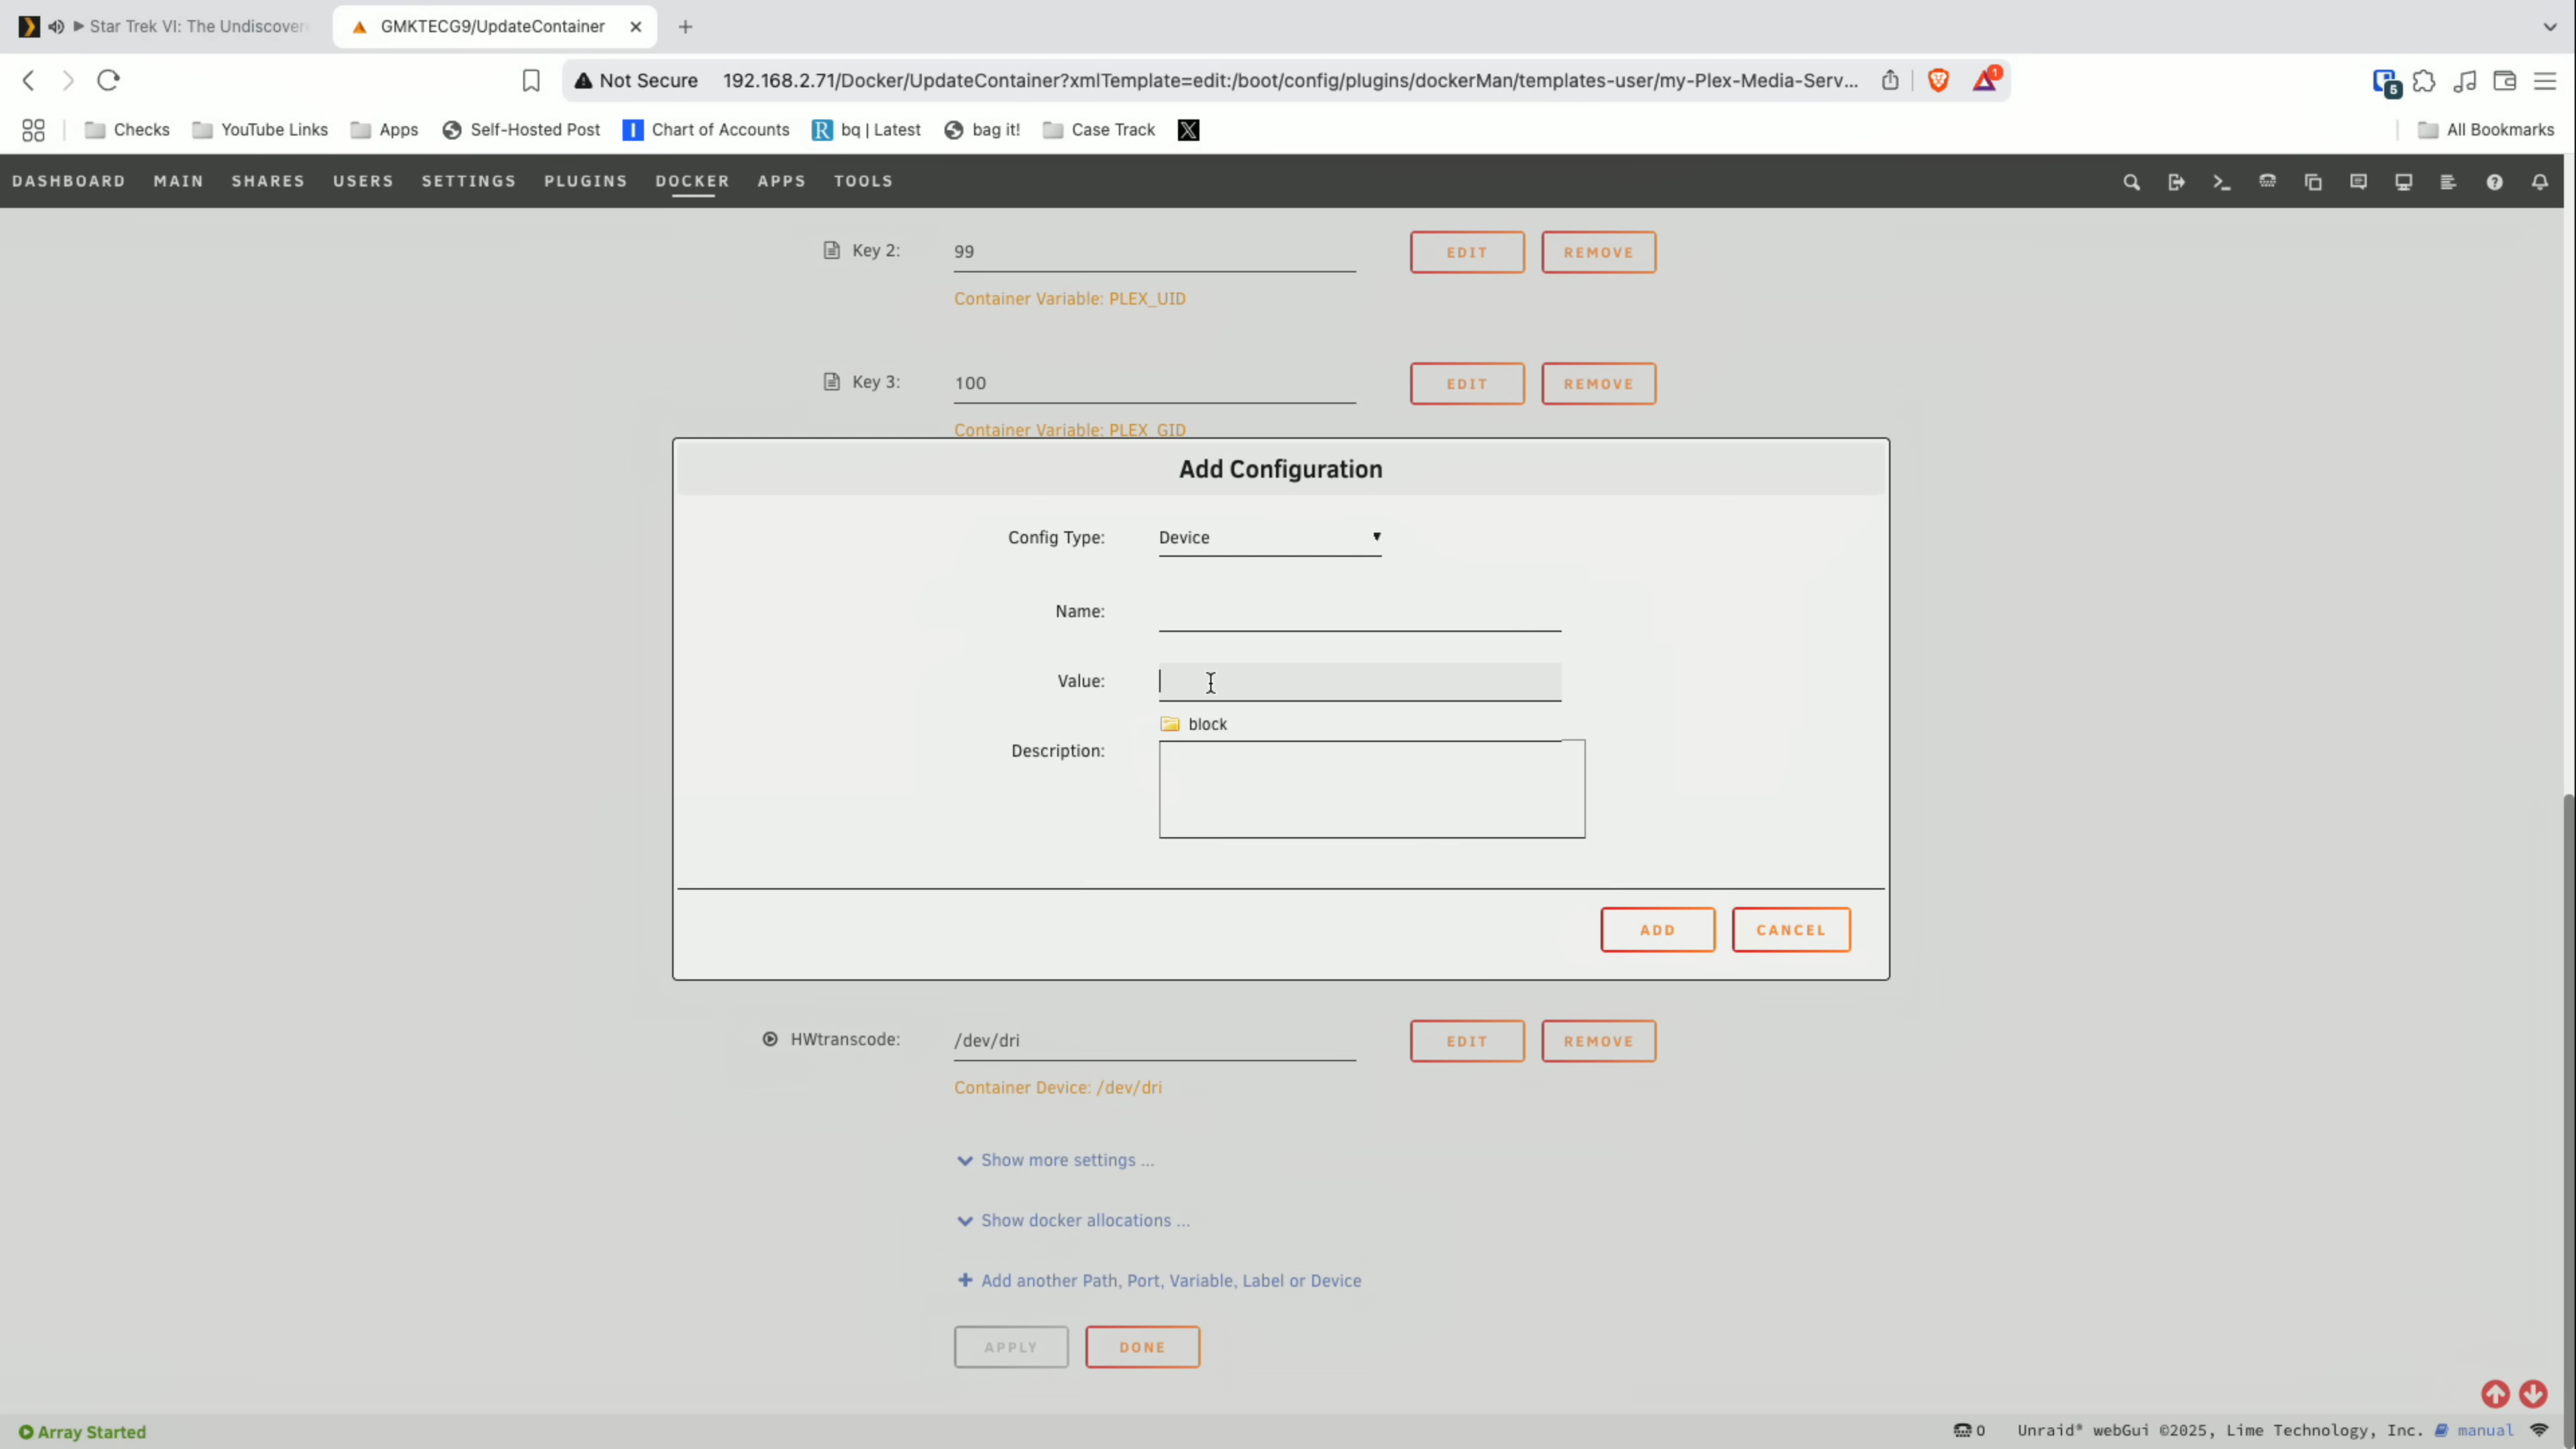 Star Trek VI: The Undiscover
GMKTECG9/UpdateContainer
Not Secure 192.168.2.71/Docker/UpdateContainer?xmlTemplate=edit:/boot/config/plugins/dockerMan/templates-user/my-Plex-Media-Serv...
1
5
Checks YouTube Links Apps Self-Hosted Post Chart of Accounts bq | Latest bag it! Case Track All Bookmarks
DASHBOARD MAIN SHARES USERS SETTINGS PLUGINS DOCKER APPS TOOLS
Key 2: 99 EDIT REMOVE
Container Variable: PLEX_UID
Key 3: 100 EDIT REMOVE
Container Variable: PLEX_GID
Add Configuration
Config Type: Device
Name:
Value:
block
Description:
ADD CANCEL
HWtranscode: /dev/dri EDIT REMOVE
Container Device: /dev/dri
Show more settings ...
Show docker allocations ...
Add another Path, Port, Variable, Label or Device
APPLY DONE
Array Started 0 Unraid® webGui ©2025, Lime Technology, Inc. manual